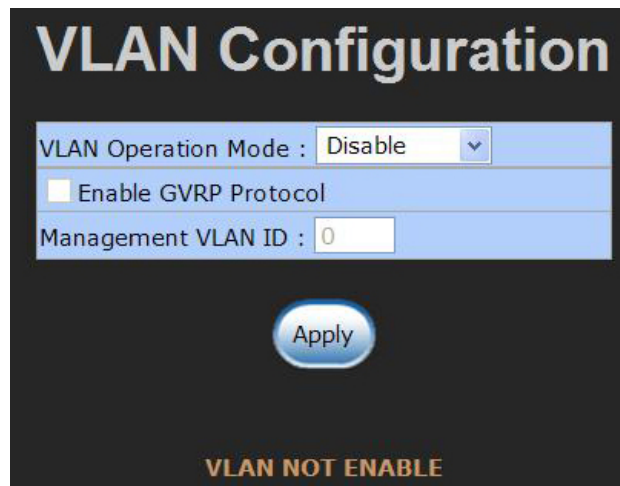 VLAN Configuration
VLAN Operation Mode : Disable
Enable GVRP Protocol
Management VLAN ID : 0
Apply
VLAN NOT ENABLE